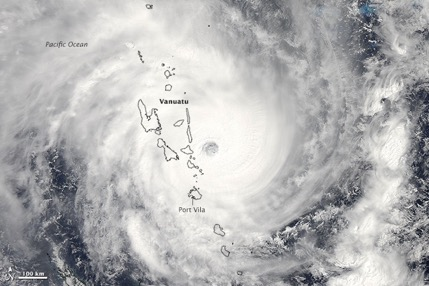 Pacific Ocean
Vanuatu
Port Vila
N
100 km